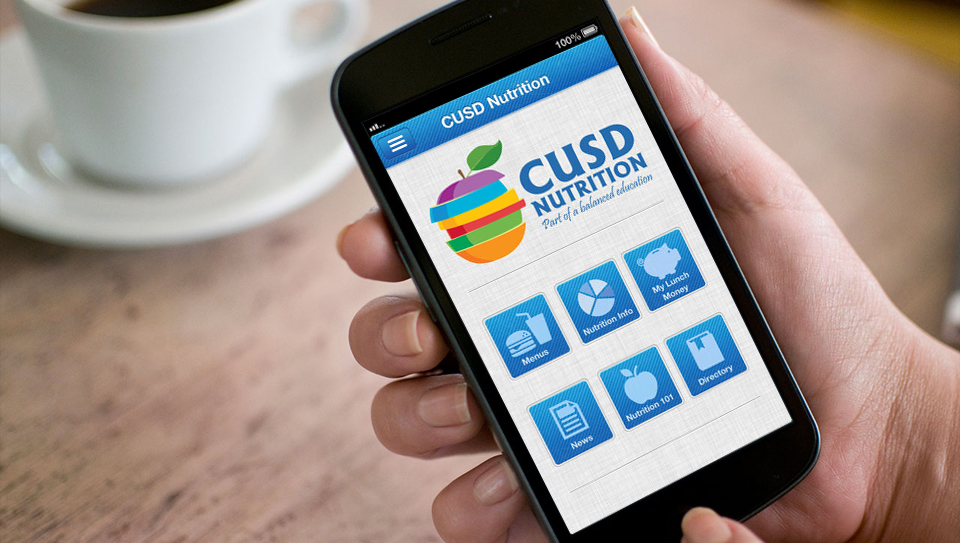 100%
CUSD Nutrition
CUSD
NUTRITION
Part of a balanced education
Menus
Nutrition Info
My Lunch
Money
News
Nutrition 101
Directory